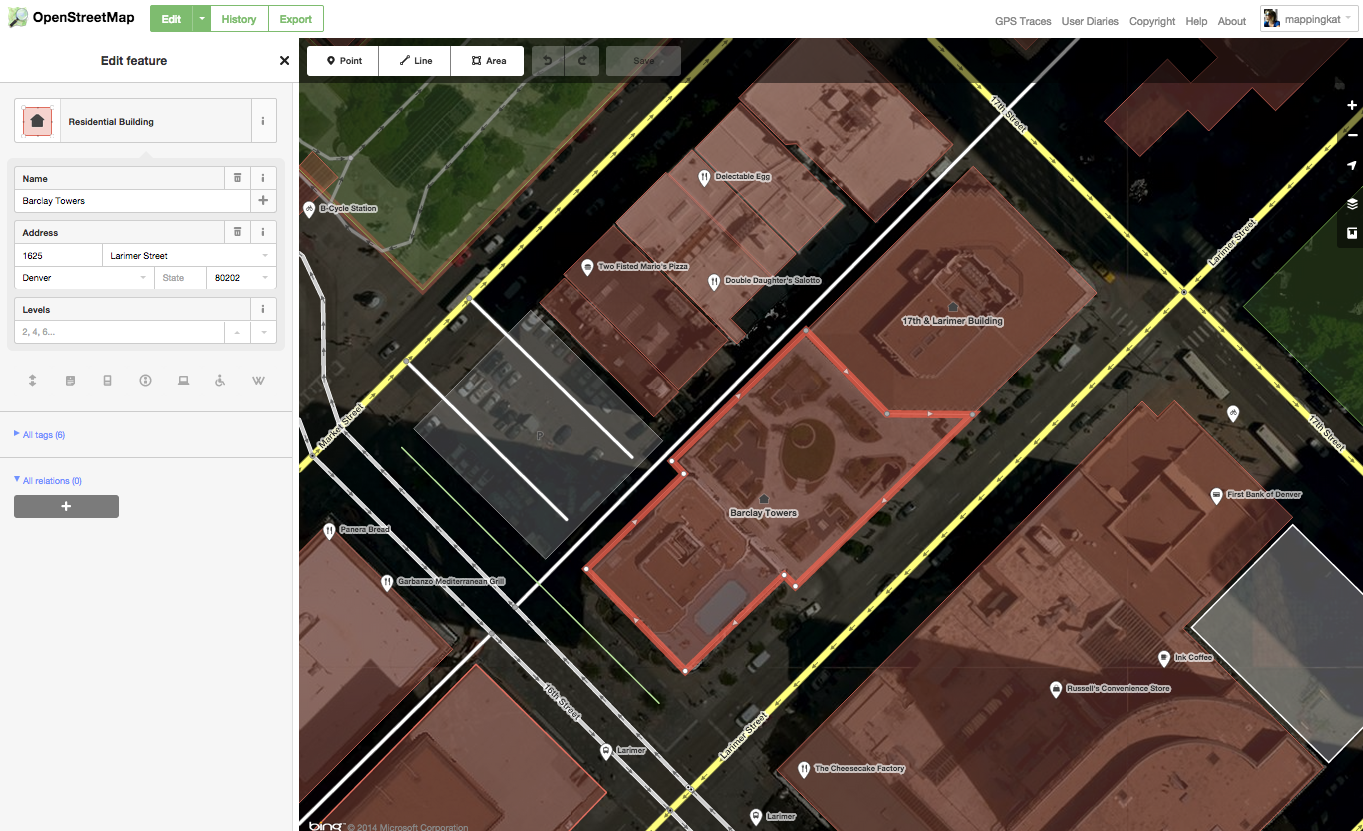 OpenStreetMap
Edit
History
Export
GPS Traces
User Diaries
Copyright
Help
About
mappingkat
Edit feature
Point
Line
Area
Save
Residential Building
Name
Barclay Towers
Address
1625
Larimer Street
Denver
State
80202
Levels
2, 4, 6...
W
All tags (6)
All relations (0)
+
17th Street
Delectable Egg
B-Cycle Station
Larimer Street
Two Fisted Mario's Pizza
Double Daughter's Salotto
17th & Larimer Building
Market Street
P
17th Street
First Bank of Denver
Barclay Towers
Panera Bread
Garbanzo Mediterranean Grill
Ink Coffee
Russell's Convenience Store
16th Street
Larimer Street
Larimer
The Cheesecake Factory
Larimer
bing © 2014 Microsoft Corporation